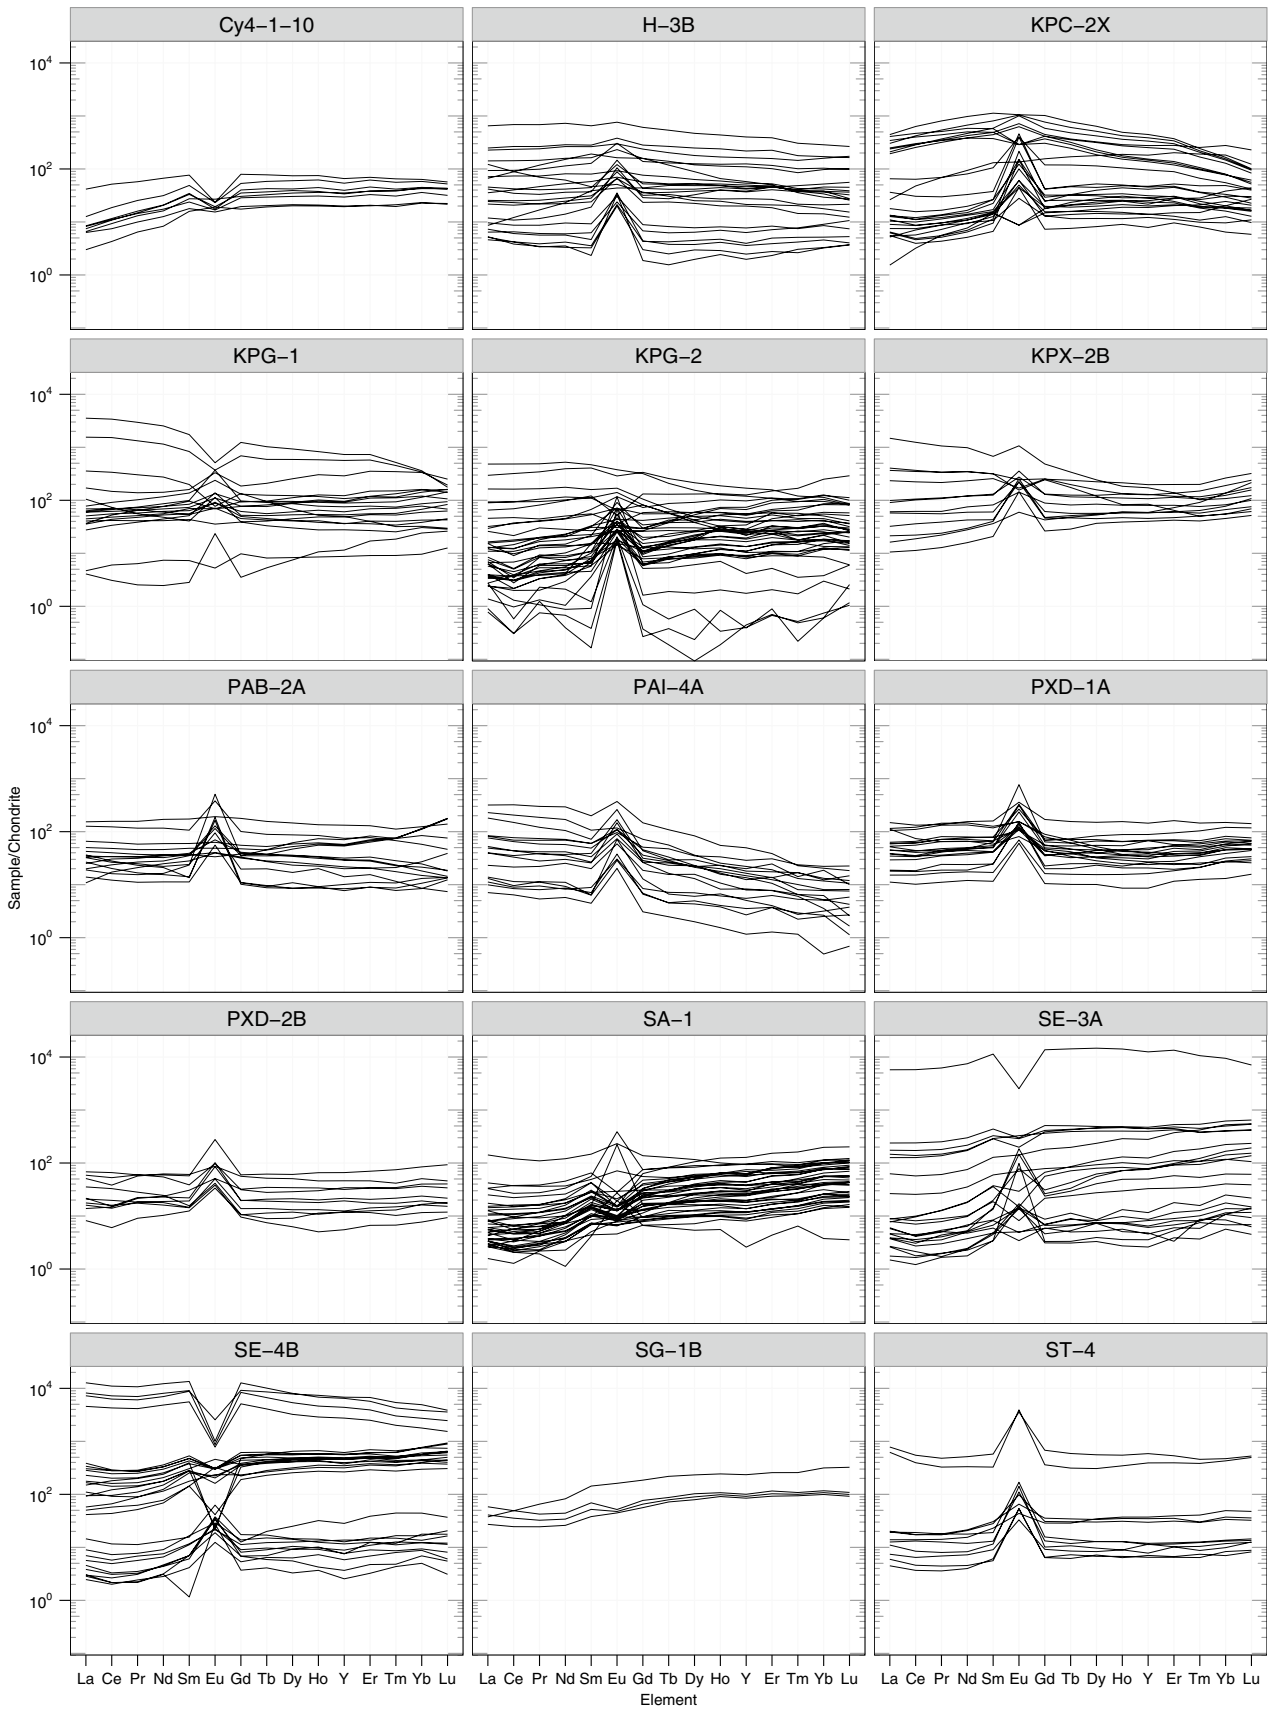 Cy4−1−10 H−3B KPC−2X
10⁴
10²
10⁰
KPG−1 KPG−2 KPX−2B
10⁴
10²
10⁰
PAB−2A PAI−4A PXD−1A
10⁴
10²
10⁰
Sample/Chondrite
PXD−2B SA−1 SE−3A
10⁴
10²
10⁰
SE−4B SG−1B ST−4
10⁴
10²
10⁰
La Ce Pr Nd Sm Eu Gd Tb Dy Ho Y Er Tm Yb Lu La Ce Pr Nd Sm Eu Gd Tb Dy Ho Y Er Tm Yb Lu La Ce Pr Nd Sm Eu Gd Tb Dy Ho Y Er Tm Yb Lu
Element